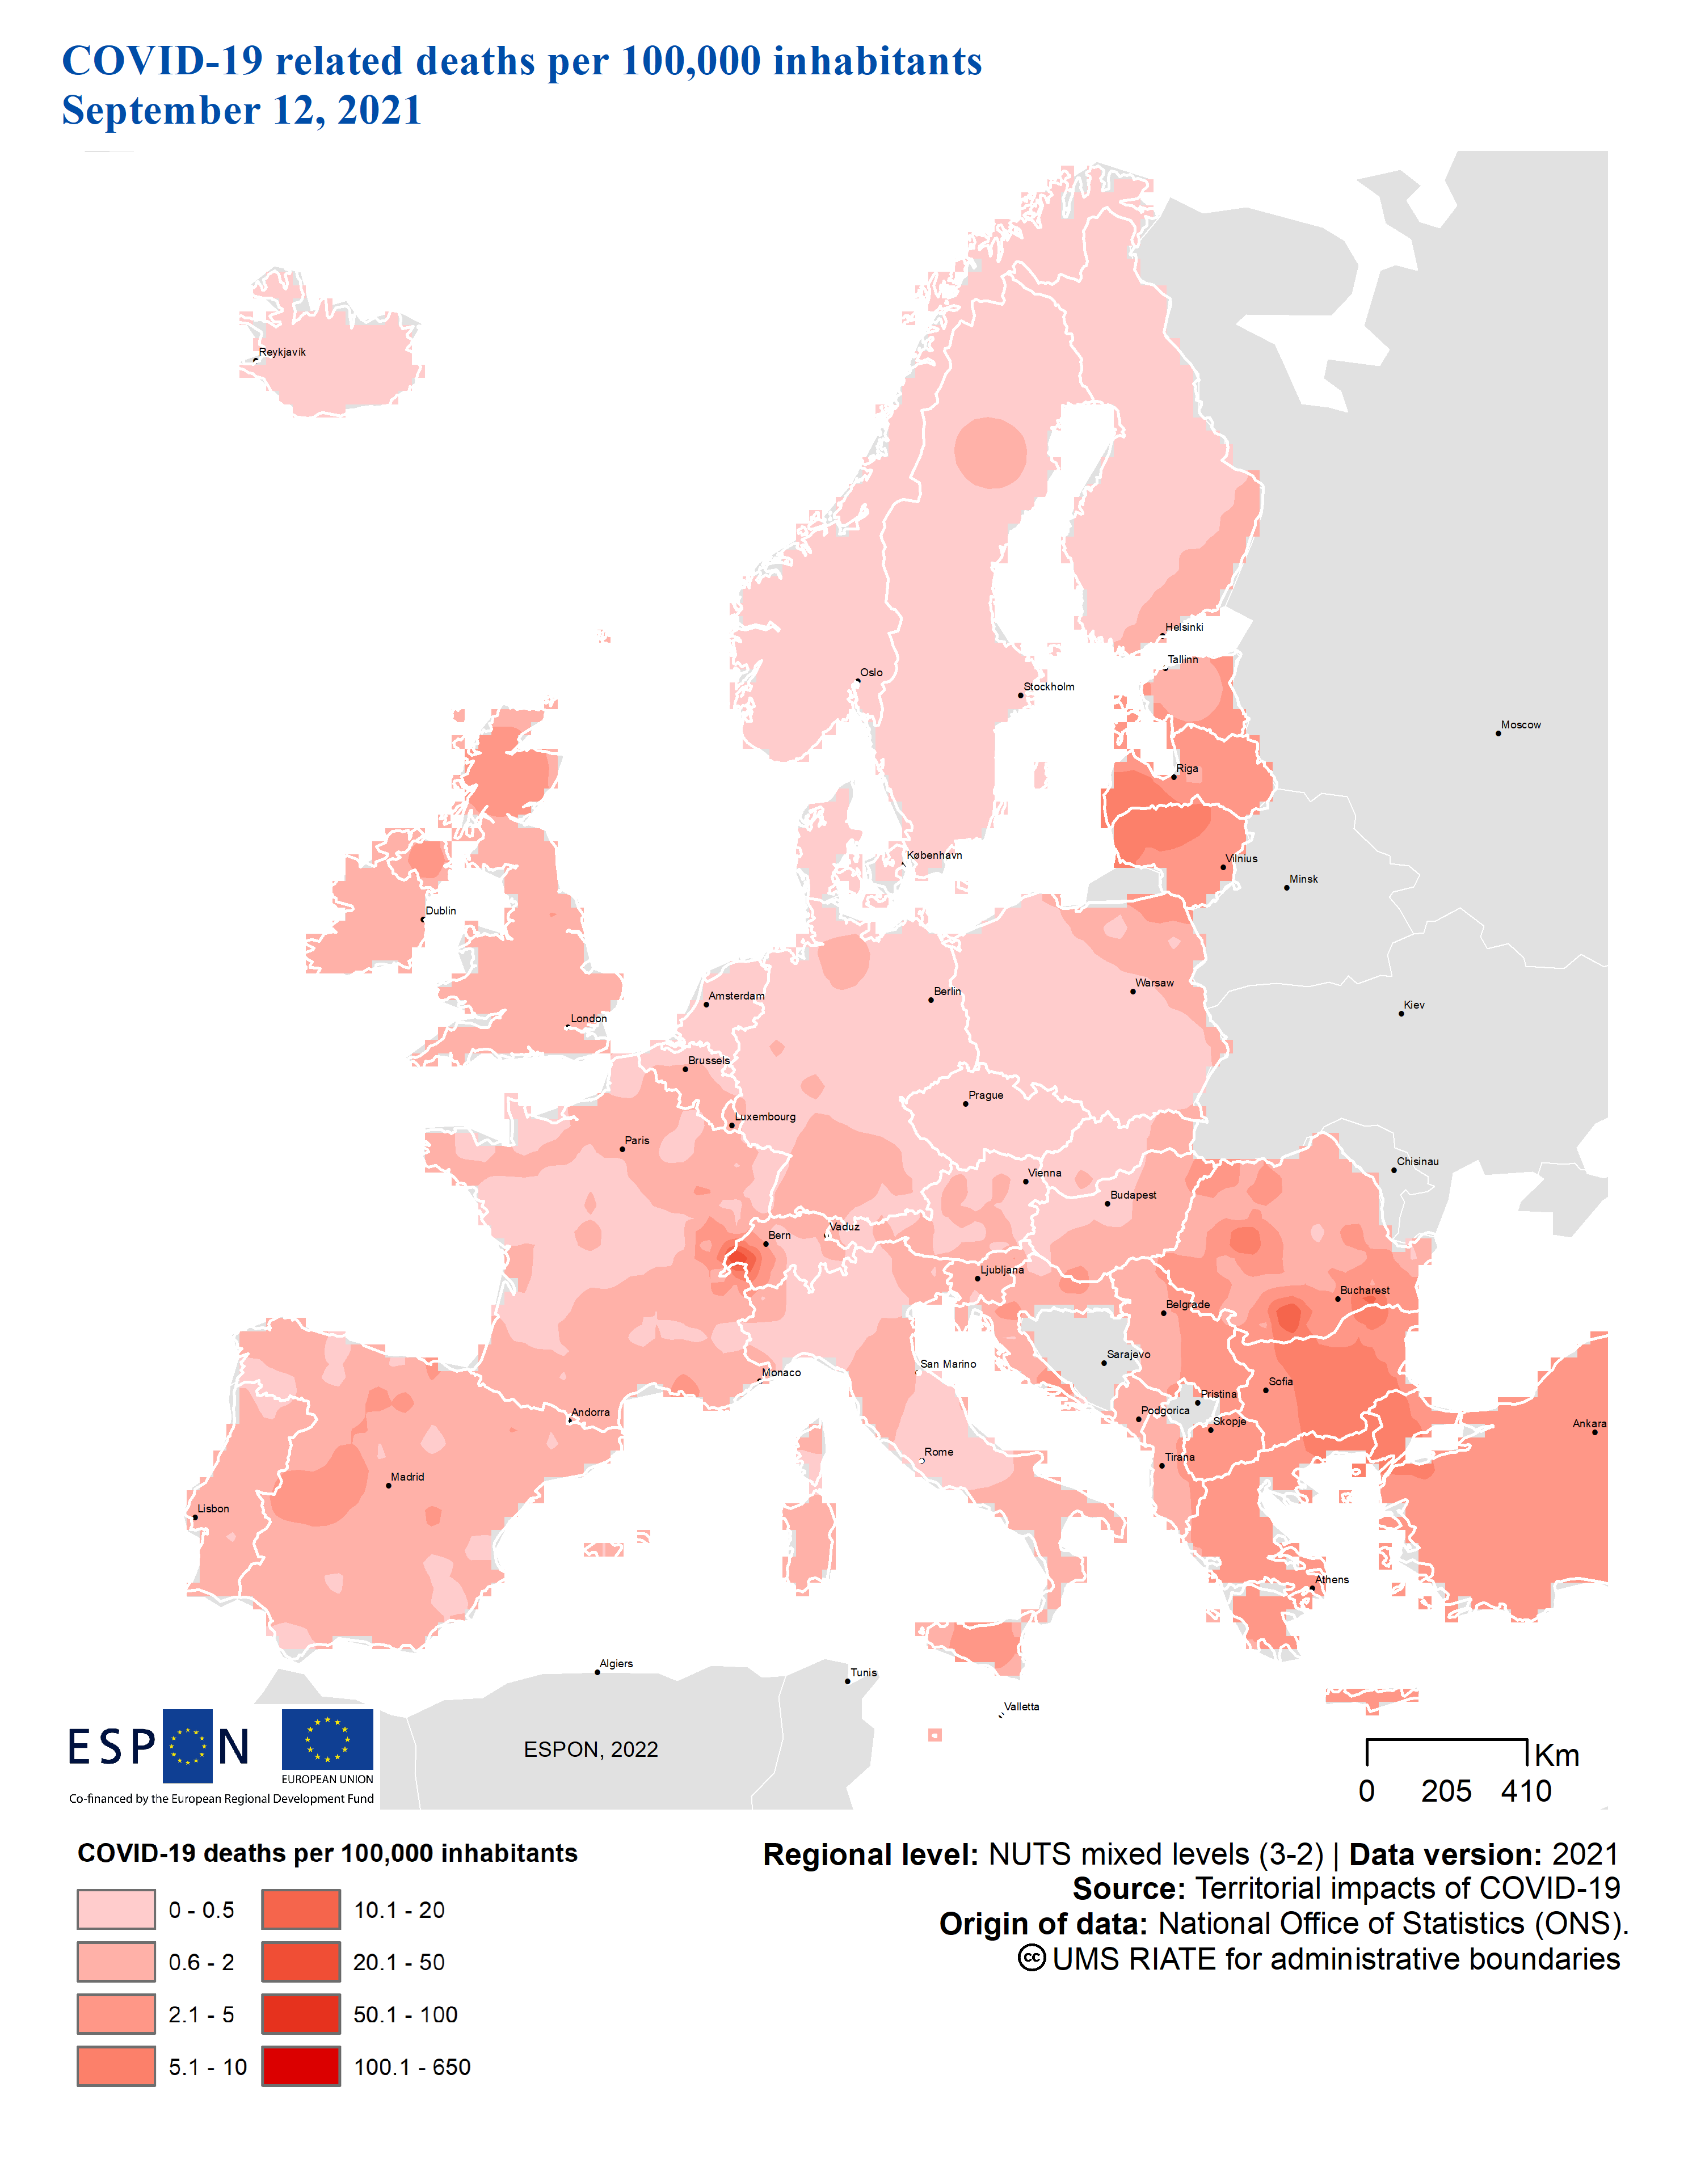 COVID-19 related deaths per 100,000 inhabitants
September 12, 2021
Reykjavík
Helsinki
Tallinn
Oslo
Stockholm
Moscow
Riga
København
Vilnius
Minsk
Dublin
Amsterdam
Berlin
Warsaw
Kiev
London
Brussels
Prague
Luxembourg
Paris
Chisinau
Vienna
Budapest
Vaduz
Bern
Ljubljana
Bucharest
Belgrade
Sarajevo
San Marino
Monaco
Sofia
Pristina
Andorra
Podgorica
Skopje
Ankara
Rome
Tirana
Madrid
Lisbon
Athens
Algiers
Tunis
Valletta
ESPON
EUROPEAN UNION
Co-financed by the European Regional Development Fund
ESPON, 2022
Km
0 205 410
COVID-19 deaths per 100,000 inhabitants
0 - 0.5
0.6 - 2
2.1 - 5
5.1 - 10
10.1 - 20
20.1 - 50
50.1 - 100
100.1 - 650
Regional level: NUTS mixed levels (3-2) | Data version: 2021
Source: Territorial impacts of COVID-19
Origin of data: National Office of Statistics (ONS).
cc UMS RIATE for administrative boundaries